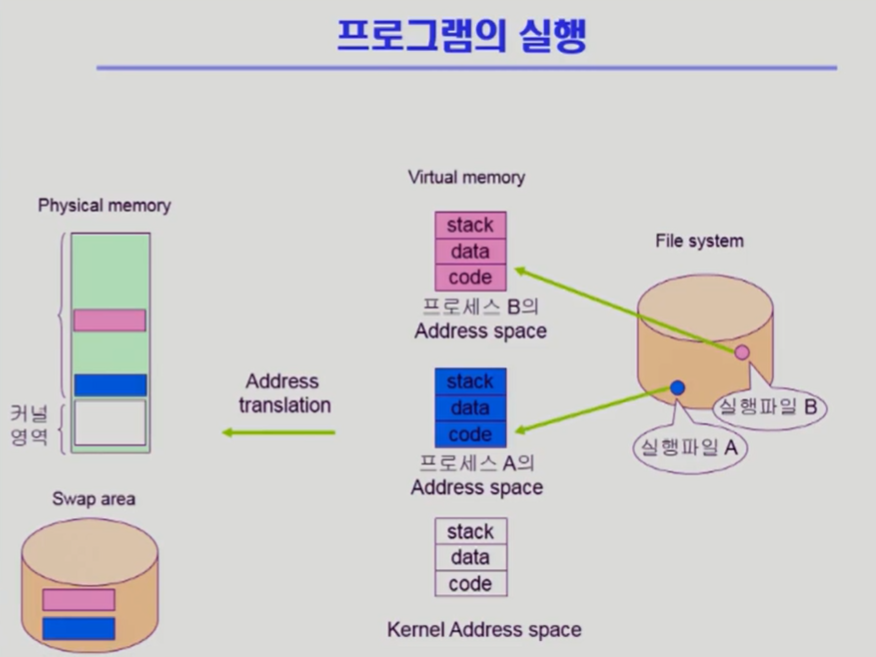 프로그램의 실행
Virtual memory
Physical memory
stack
data
code
프로세스 B의
Address space
File system
실행파일 B
실행파일 A
Address
translation
stack
data
code
프로세스 A의
Address space
커널
영역
Swap area
stack
data
code
Kernel Address space